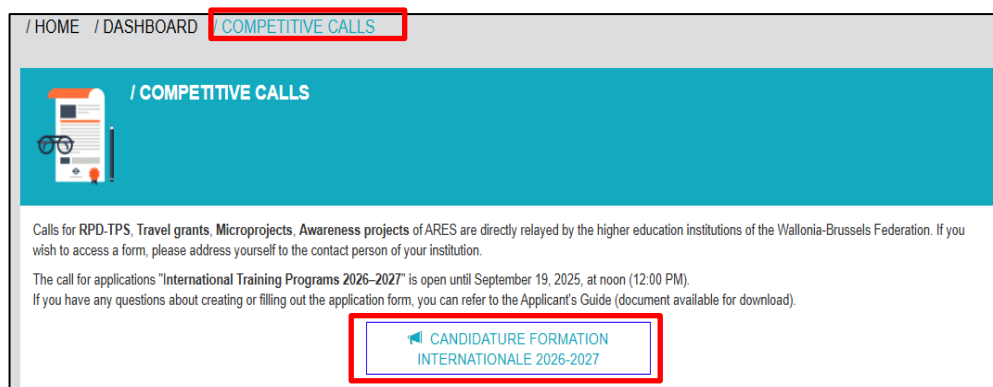 / HOME / DASHBOARD / COMPETITIVE CALLS
/ COMPETITIVE CALLS
Calls for RPD-TPS, Travel grants, Microprojects, Awareness projects of ARES are directly relayed by the higher education institutions of the Wallonia-Brussels Federation. If you
wish to access a form, please address yourself to the contact person of your institution.
The call for applications "International Training Programs 2026–2027" is open until September 19, 2025, at noon (12:00 PM).
If you have any questions about creating or filling out the application form, you can refer to the Applicant's Guide (document available for download).
CANDIDATURE FORMATION
INTERNATIONALE 2026-2027